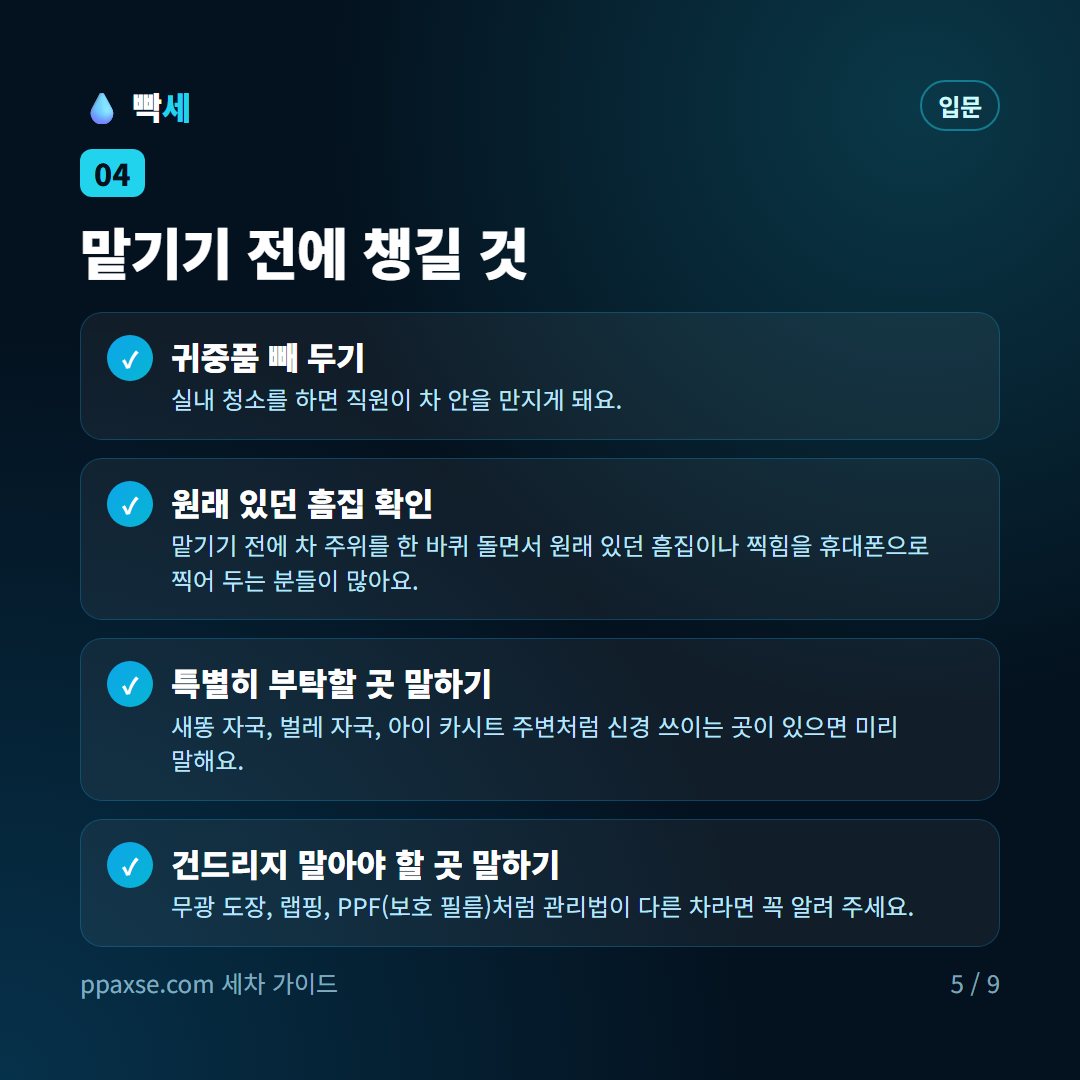 빡세
입문
04
맡기기 전에 챙길 것
✓ 귀중품 빼 두기
실내 청소를 하면 직원이 차 안을 만지게 돼요.
✓ 원래 있던 흠집 확인
맡기기 전에 차 주위를 한 바퀴 돌면서 원래 있던 흠집이나 찍힘을 휴대폰으로
찍어 두는 분들이 많아요.
✓ 특별히 부탁할 곳 말하기
새똥 자국, 벌레 자국, 아이 카시트 주변처럼 신경 쓰이는 곳이 있으면 미리
말해요.
✓ 건드리지 말아야 할 곳 말하기
무광 도장, 랩핑, PPF(보호 필름)처럼 관리법이 다른 차라면 꼭 알려 주세요.
ppaxse.com 세차 가이드
5 / 9